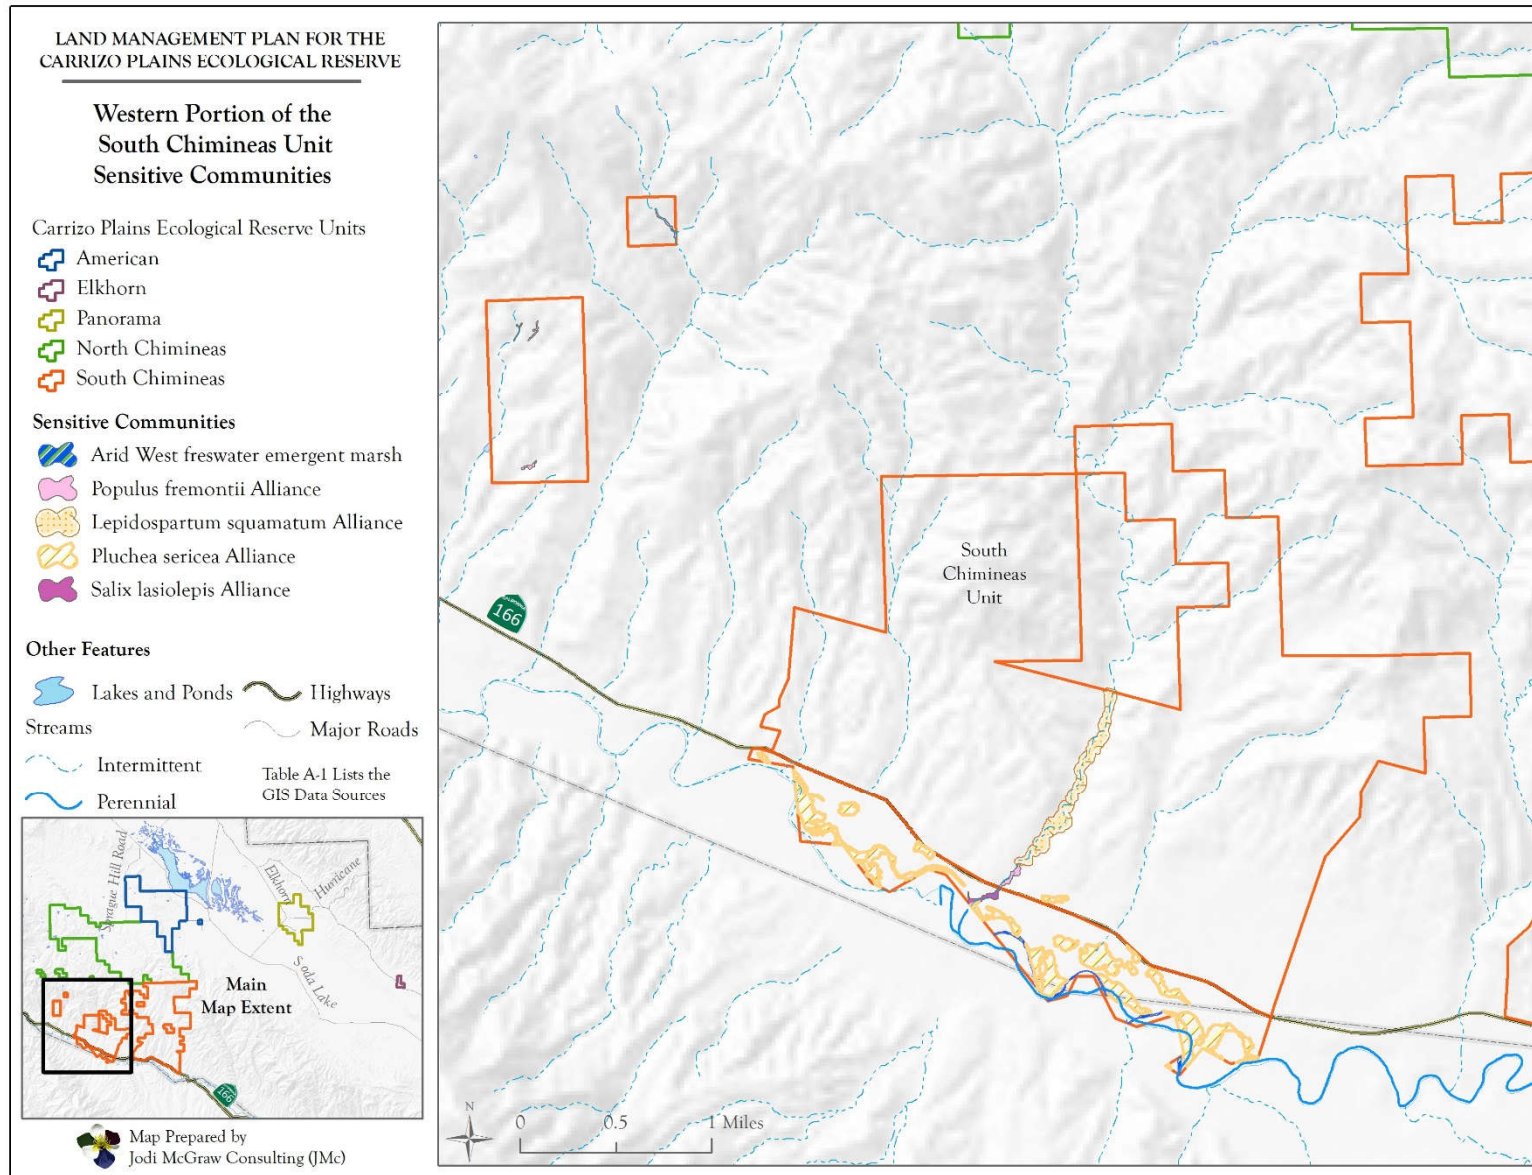 LAND MANAGEMENT PLAN FOR THE
CARRIZO PLAINS ECOLOGICAL RESERVE
Western Portion of the
South Chimineas Unit
Sensitive Communities
Carrizo Plains Ecological Reserve Units
American
Elkhorn
Panorama
North Chimineas
South Chimineas
Sensitive Communities
Arid West freswater emergent marsh
Populus fremontii Alliance
Lepidospartum squamatum Alliance
Pluchea sericea Alliance
Salix lasiolepis Alliance
Other Features
Lakes and Ponds
Highways
Streams
Major Roads
Intermittent
Perennial
Table A-1 Lists the
GIS Data Sources
Sprague Hill Road
Elkhorn
Hurricane
Soda Lake
Main
Map Extent
166
Map Prepared by
Jodi McGraw Consulting (JMc)
South
Chimineas
Unit
166
N
0 0.5 1 Miles